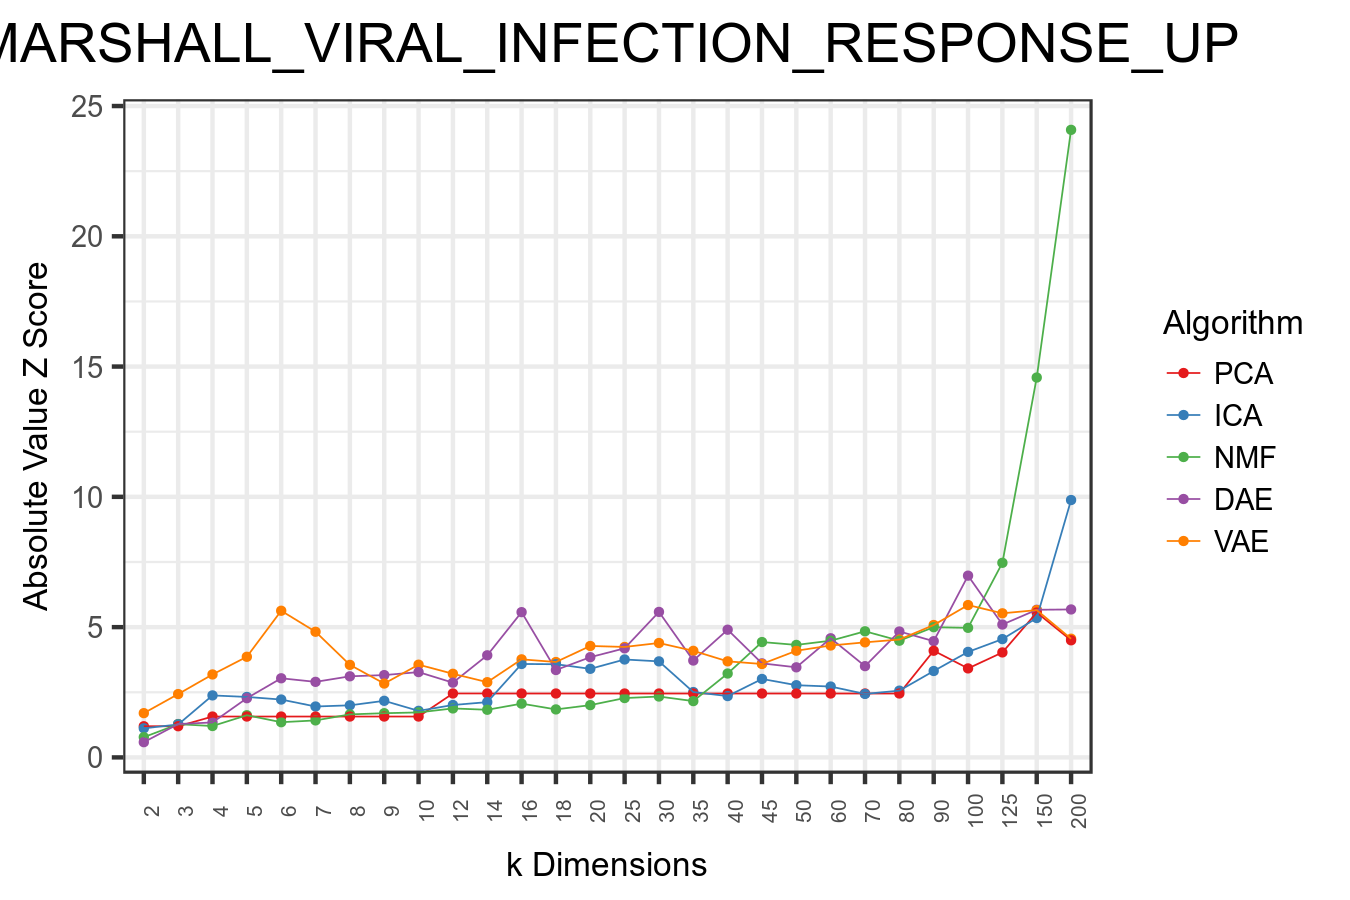 MARSHALL_VIRAL_INFECTION_RESPONSE_UP
25
20
15
10
5
0
Absolute Value Z Score
2 3 4 5 6 7 8 9 10 12 14 16 18 20 25 30 35 40 45 50 60 70 80 90 100 125 150 200
k Dimensions
Algorithm
PCA
ICA
NMF
DAE
VAE